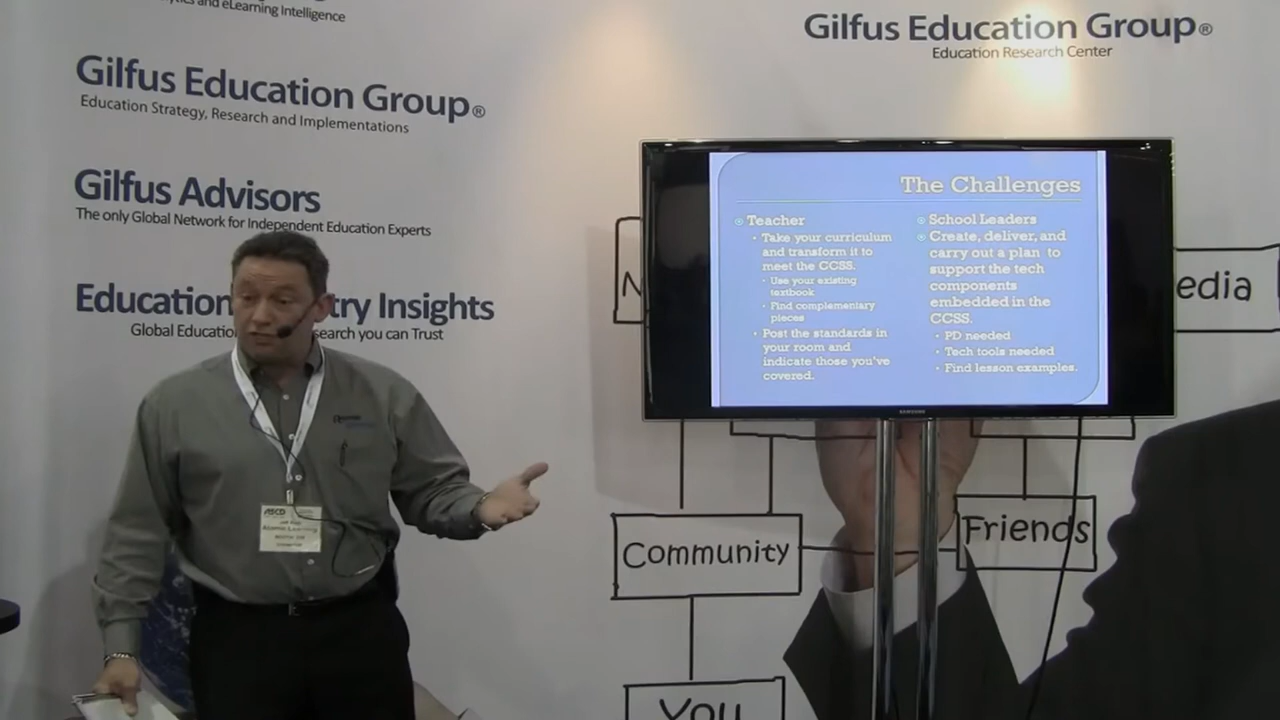 and eLearning Intelligence
Gilfus Education Group®
Education Strategy, Research and Implementations
Gilfus Advisors
The only Global Network for Independent Education Experts
Education try Insights
Global Educatio search you can Trust
Gilfus Education Group®
Education Research Center
The Challenges
Teacher
Take your curriculum
and transform it to
meet the CCSS.
Use your existing
textbook
Find complementary
pieces
Post the standards in
your room and
indicate those you've
covered.
School Leaders
Create, deliver, and
carry out a plan to
support the tech
components
embedded in the
CCSS.
PD needed
Tech tools needed
Find lesson examples.
SAMSUNG
edia
Community
Friends
You
ASCD